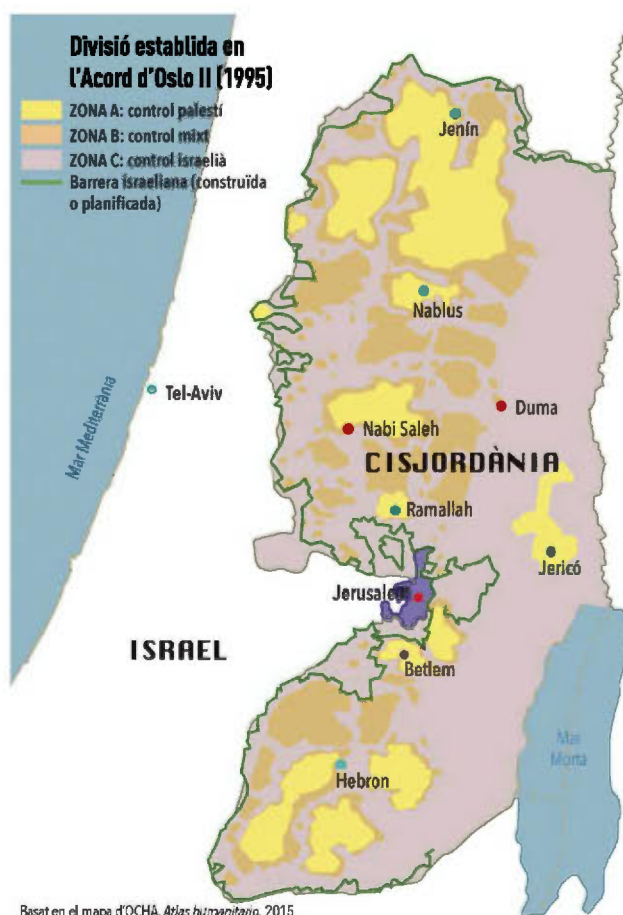 Divisió establida en
l'Acord d'Oslo II (1995)
ZONA A: control palestí
ZONA B: control mixt
ZONA C: control israelià
Barrera israeliana (construïda
o planificada)
Jenín
Nablus
Mar Mediterrània
Tel-Aviv
Duma
Nabi Saleh
CISJORDÀNIA
Ramallah
Jericó
Jerusalem
ISRAEL
Betlem
Mar
Morta
Hebron
Basat en el mapa d'OCHA, Atlas humanitario, 2015